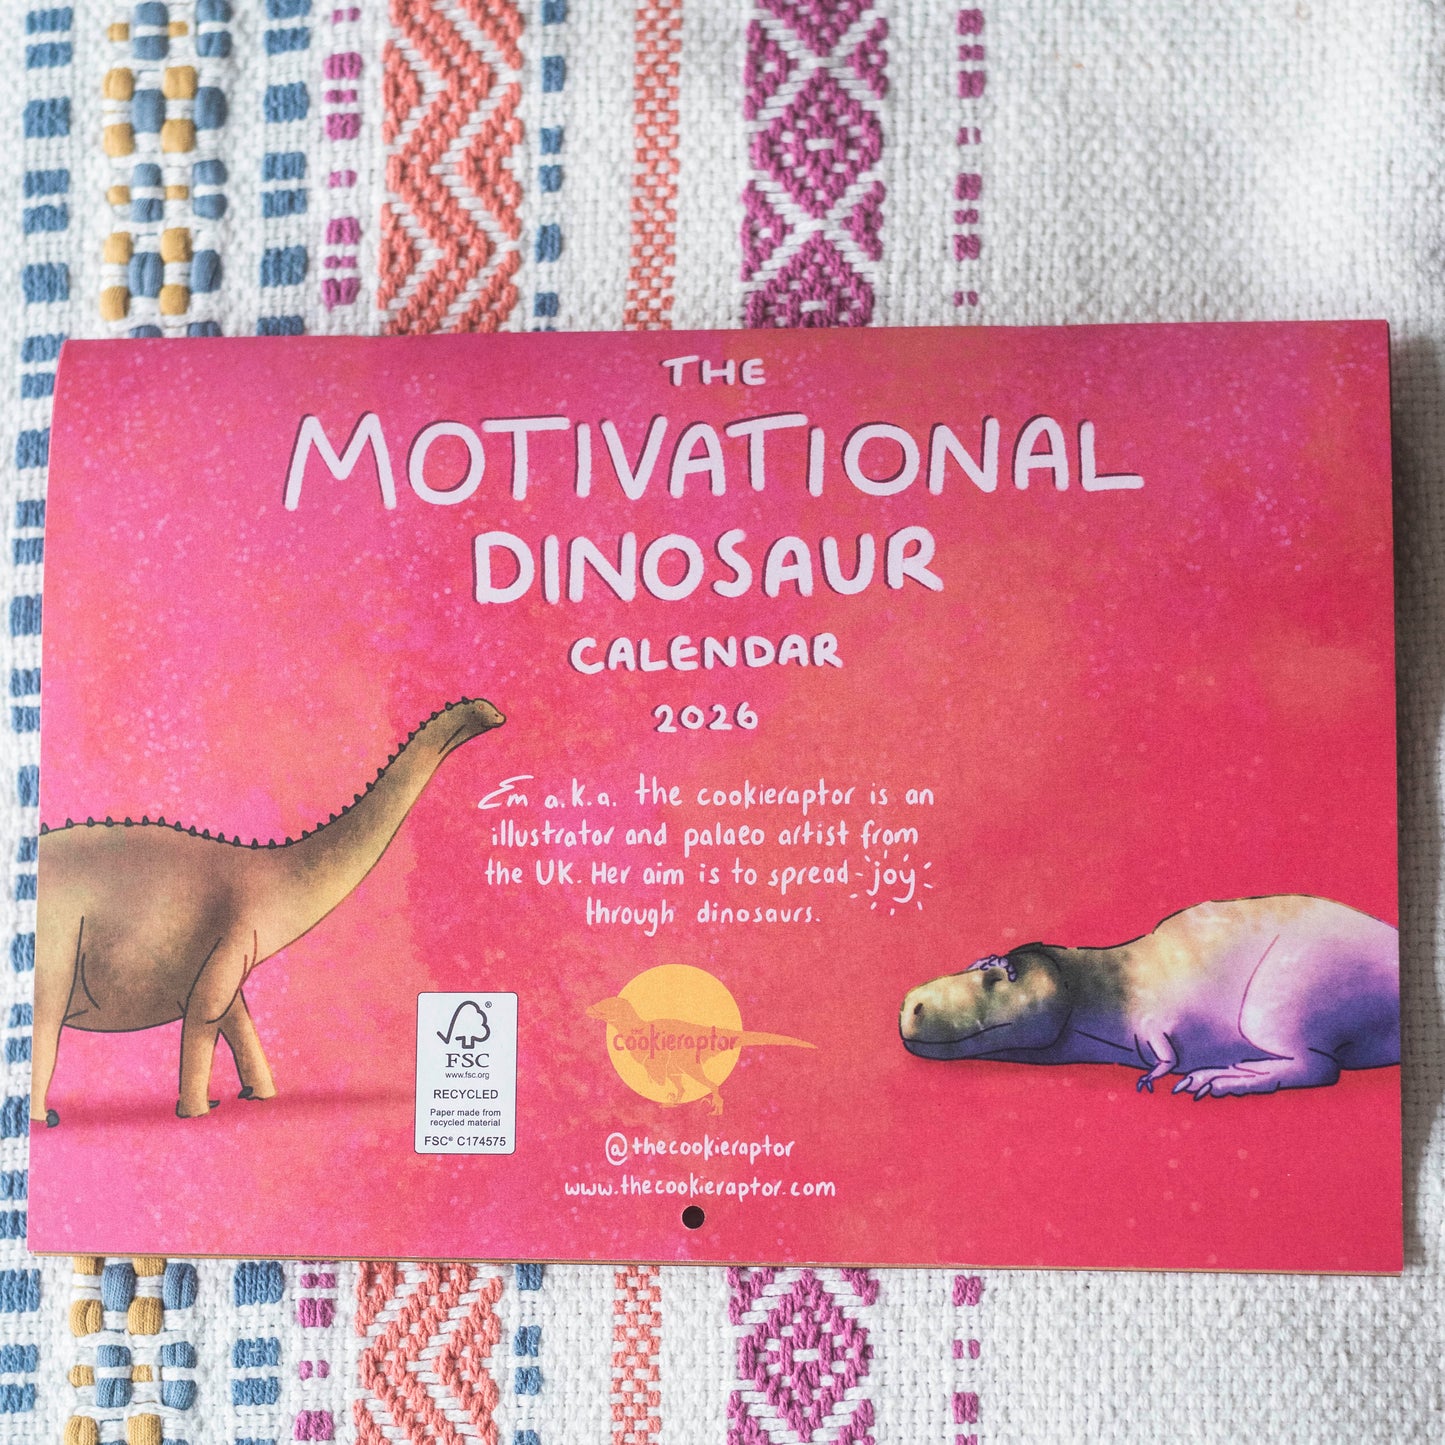 THE
MOTIVATIONAL
DINOSAUR
CALENDAR
2026
Em a.k.a. the cookieraptor is an
illustrator and palaeo artist from
the UK. Her aim is to spread joy
through dinosaurs.
the
cookieraptor
FSC®
www.fsc.org
RECYCLED
Paper made from
recycled material
FSC® C174575
@thecookieraptor
www.thecookieraptor.com